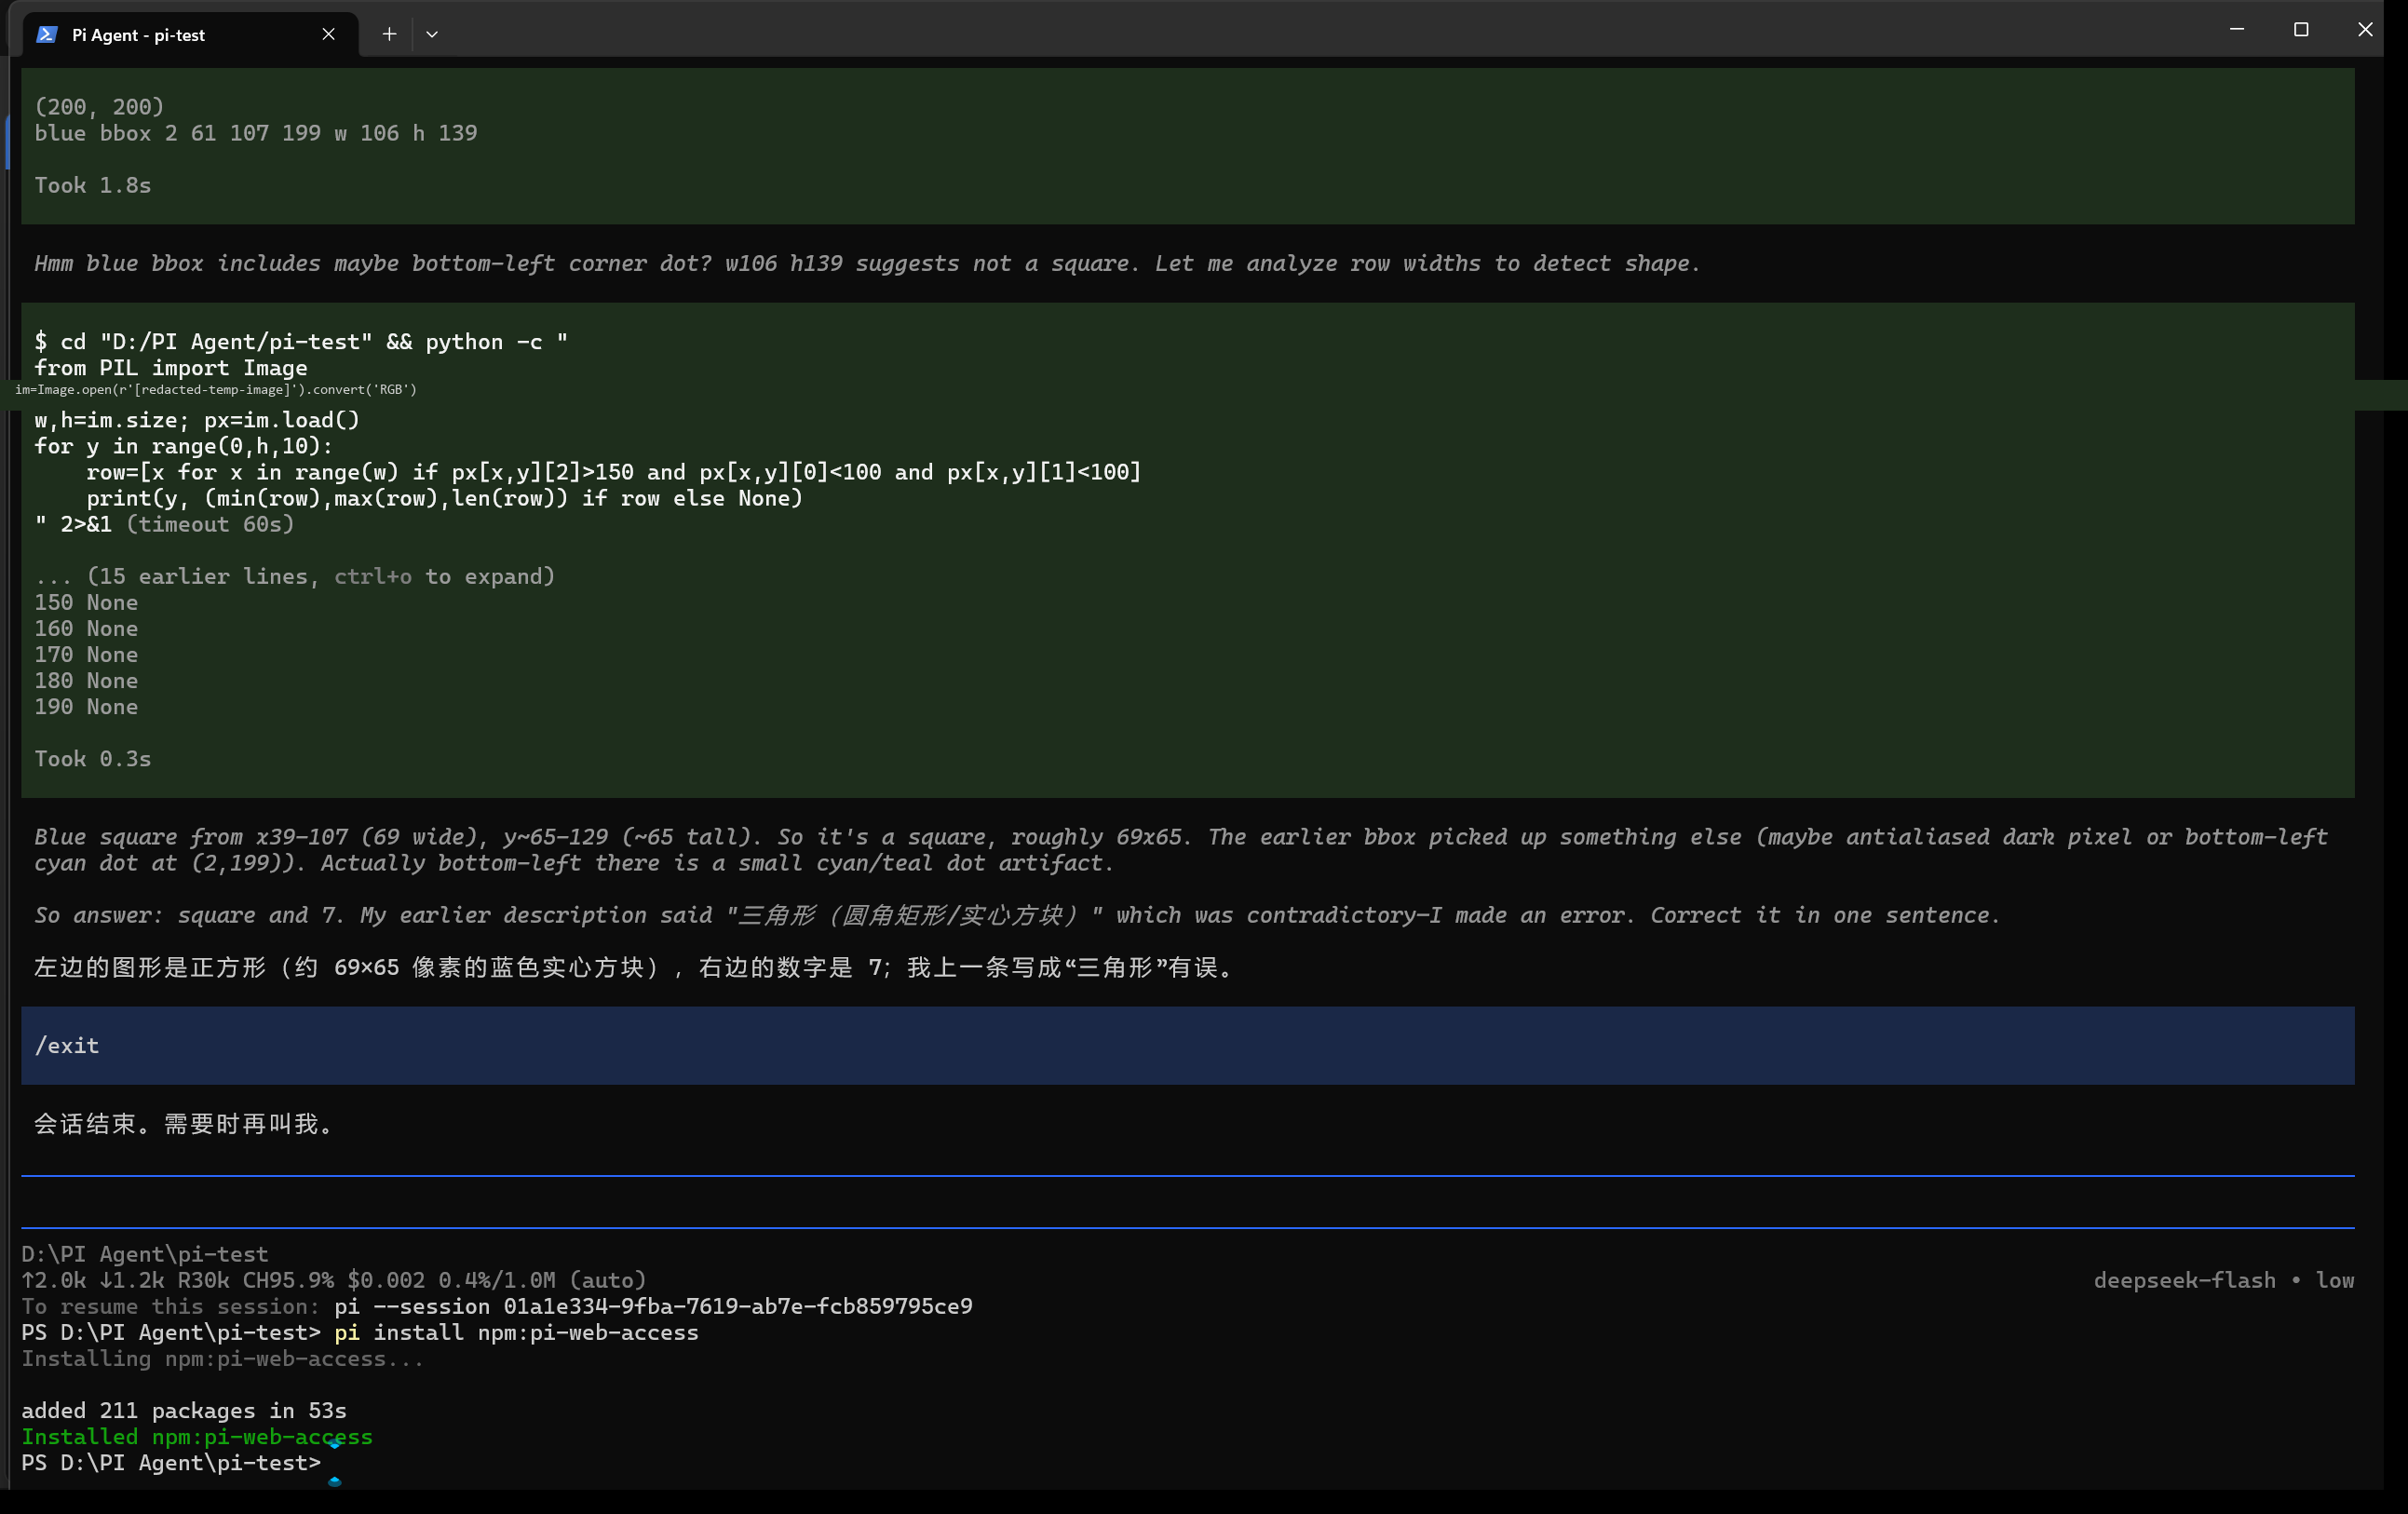 Pi Agent - pi-test
(200, 200)
blue bbox 2 61 107 199 w 106 h 139
Took 1.8s
Hmm blue bbox includes maybe bottom-left corner dot? w106 h139 suggests not a square. Let me analyze row widths to detect shape.
$ cd "D:/PI Agent/pi-test" && python -c "
from PIL import Image
im=Image.open(r'[redacted-temp-image]').convert('RGB')
w,h=im.size; px=im.load()
for y in range(0,h,10):
    row=[x for x in range(w) if px[x,y][2]>150 and px[x,y][0]<100 and px[x,y][1]<100]
    print(y, (min(row),max(row),len(row)) if row else None)
" 2>&1 (timeout 60s)
... (15 earlier lines, ctrl+o to expand)
150 None
160 None
170 None
180 None
190 None
Took 0.3s
Blue square from x39-107 (69 wide), y~65-129 (~65 tall). So it's a square, roughly 69x65. The earlier bbox picked up something else (maybe antialiased dark pixel or bottom-left
cyan dot at (2,199)). Actually bottom-left there is a small cyan/teal dot artifact.
So answer: square and 7. My earlier description said "三角形（圆角矩形/实心方块）" which was contradictory—I made an error. Correct it in one sentence.
左边的图形是正方形（约 69×65 像素的蓝色实心方块），右边的数字是 7；我上一条写成“三角形”有误。
/exit
会话结束。需要时再叫我。
D:\PI Agent\pi-test
↑2.0k ↓1.2k R30k CH95.9% $0.002 0.4%/1.0M (auto) deepseek-flash • low
To resume this session: pi --session 01a1e334-9fba-7619-ab7e-fcb859795ce9
PS D:\PI Agent\pi-test> pi install npm:pi-web-access
Installing npm:pi-web-access...
added 211 packages in 53s
Installed npm:pi-web-access
PS D:\PI Agent\pi-test>